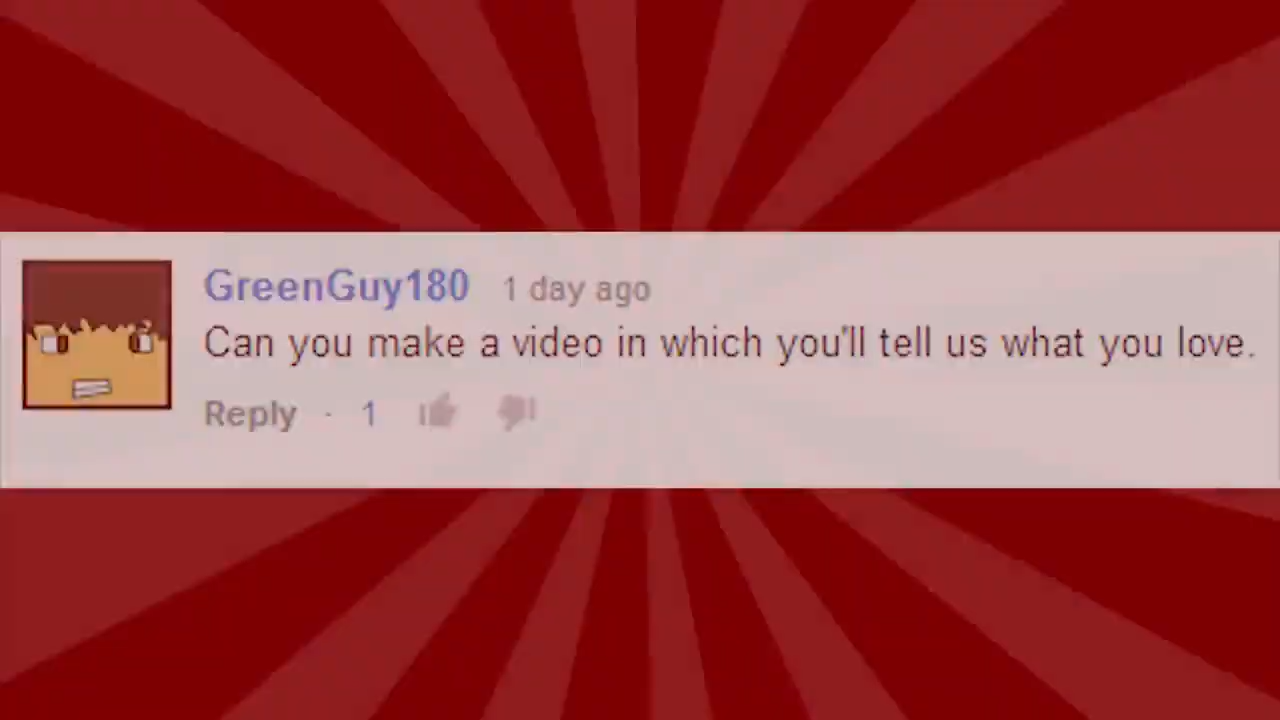 GreenGuy180 1 day ago
Can you make a video in which you'll tell us what you love.
Reply · 1